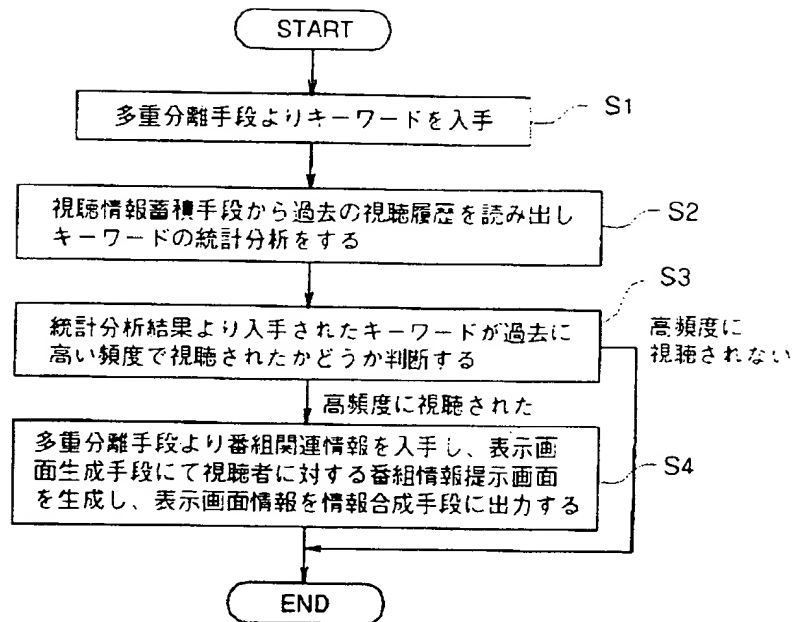 START
多重分離手段よりキーワードを入手
S1
視聴情報蓄積手段から過去の視聴履歴を読み出し
キーワードの統計分析をする
S2
S3
統計分析結果より入手されたキーワードが過去に
高い頻度で視聴されたかどうか判断する
高頻度に
視聴されない
高頻度に視聴された
多重分離手段より番組関連情報を入手し、表示画
面生成手段にて視聴者に対する番組情報提示画面
を生成し、表示画面情報を情報合成手段に出力する
S4
END